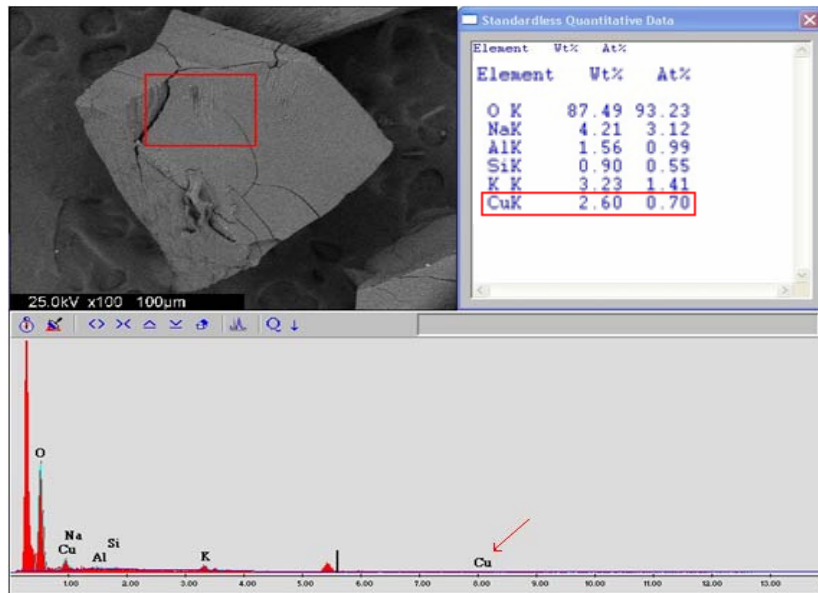 Standardless Quantitative Data
Element Wt% At%
Element Wt% At%
O K 87.49 93.23
NaK 4.21 3.12
AlK 1.56 0.99
SiK 0.90 0.55
K K 3.23 1.41
CuK 2.60 0.70
25.0kV x100 100µm
O
Na
Cu
Al
Si
K
Cu
1.00 2.00 3.00 4.00 5.00 6.00 7.00 8.00 9.00 10.00 11.00 12.00 13.00